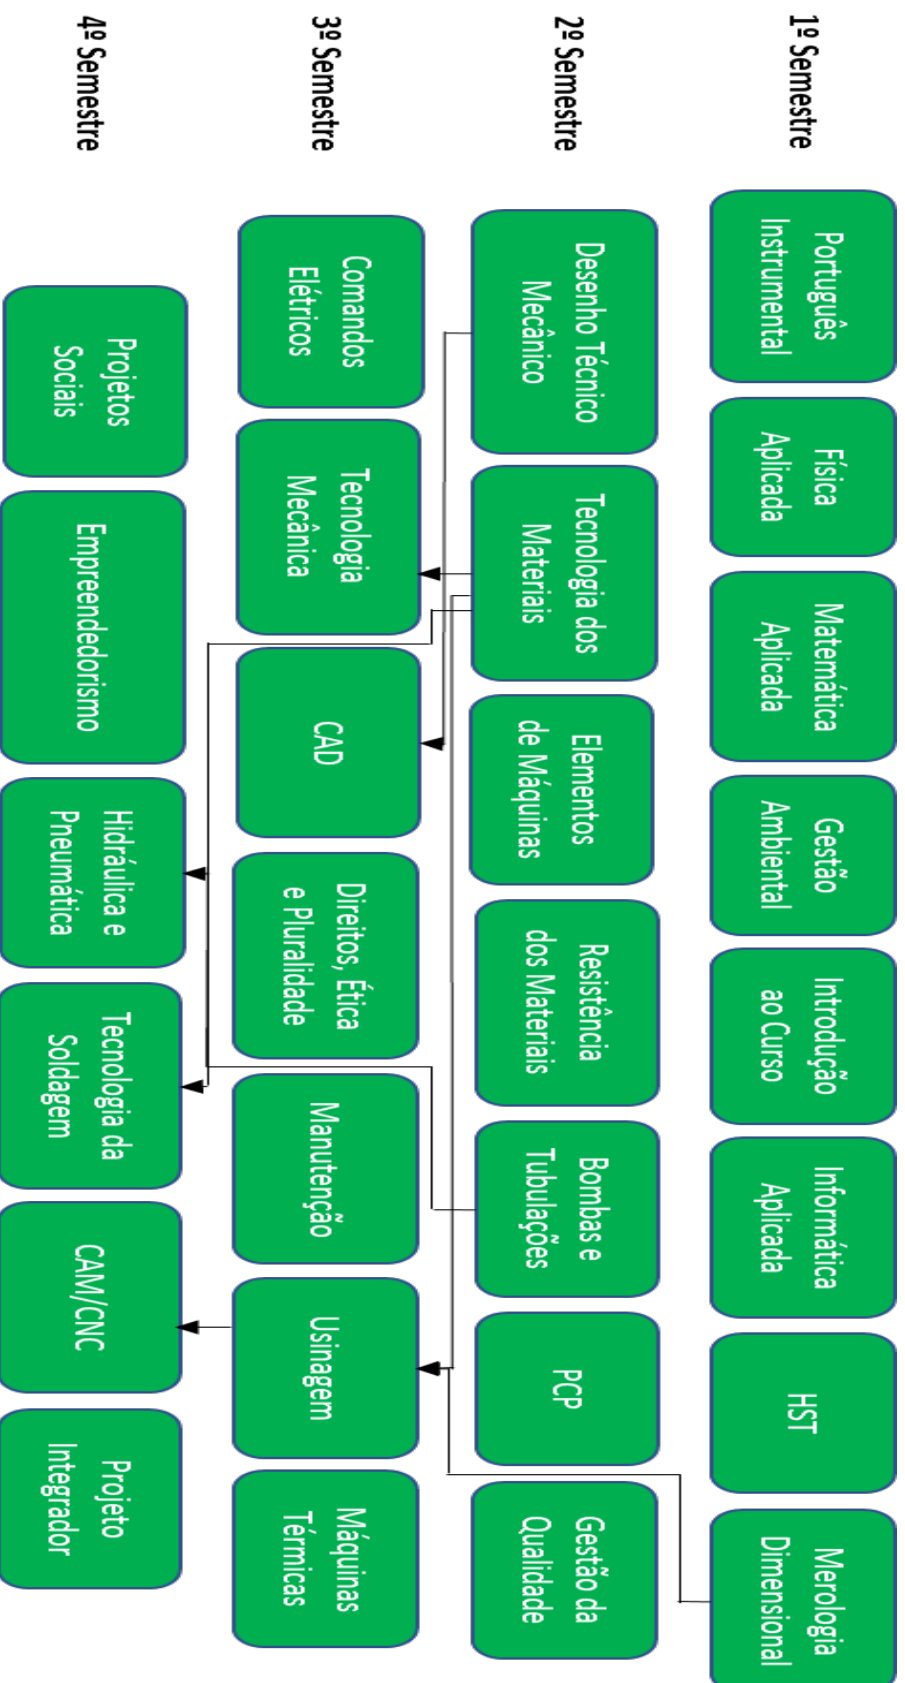 1º Semestre
Português
Instrumental
Física
Aplicada
Matemática
Aplicada
Gestão
Ambiental
Introdução
ao Curso
Informática
Aplicada
HST
Merologia
Dimensional
2º Semestre
Desenho Técnico
Mecânico
Tecnologia dos
Materiais
Elementos
de Máquinas
Resistência
dos Materiais
Bombas e
Tubulações
PCP
Gestão da
Qualidade
3º Semestre
Comandos
Elétricos
Tecnologia
Mecânica
CAD
Direitos, Ética
e Pluralidade
Manutenção
Usinagem
Máquinas
Térmicas
4º Semestre
Projetos
Sociais
Empreendedorismo
Hidráulica e
Pneumática
Tecnologia da
Soldagem
CAM/CNC
Projeto
Integrador